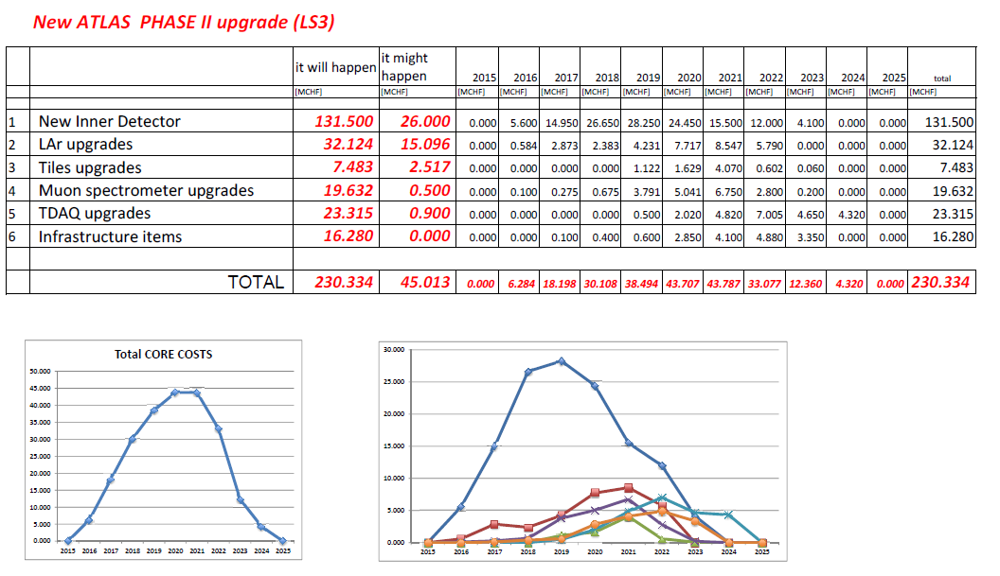 New ATLAS PHASE II upgrade (LS3)
it will happen it might happen 2015 2016 2017 2018 2019 2020 2021 2022 2023 2024 2025 total
[MCHF] [MCHF] [MCHF] [MCHF] [MCHF] [MCHF] [MCHF] [MCHF] [MCHF] [MCHF] [MCHF] [MCHF] [MCHF] [MCHF]
1 New Inner Detector 131.500 26.000 0.000 5.600 14.950 26.650 28.250 24.450 15.500 12.000 4.100 0.000 0.000 131.500
2 LAr upgrades 32.124 15.096 0.000 0.584 2.873 2.383 4.231 7.717 8.547 5.790 0.000 0.000 0.000 32.124
3 Tiles upgrades 7.483 2.517 0.000 0.000 0.000 0.000 1.122 1.629 4.070 0.602 0.060 0.000 0.000 7.483
4 Muon spectrometer upgrades 19.632 0.500 0.000 0.100 0.275 0.675 3.791 5.041 6.750 2.800 0.200 0.000 0.000 19.632
5 TDAQ upgrades 23.315 0.900 0.000 0.000 0.000 0.000 0.500 2.020 4.820 7.005 4.650 4.320 0.000 23.315
6 Infrastructure items 16.280 0.000 0.000 0.000 0.100 0.400 0.600 2.850 4.100 4.880 3.350 0.000 0.000 16.280
TOTAL 230.334 45.013 0.000 6.284 18.198 30.108 38.494 43.707 43.787 33.077 12.360 4.320 0.000 230.334
Total CORE COSTS
50.000
45.000
40.000
35.000
30.000
25.000
20.000
15.000
10.000
5.000
0.000
2015 2016 2017 2018 2019 2020 2021 2022 2023 2024 2025
30.000
25.000
20.000
15.000
10.000
5.000
0.000
2015 2016 2017 2018 2019 2020 2021 2022 2023 2024 2025